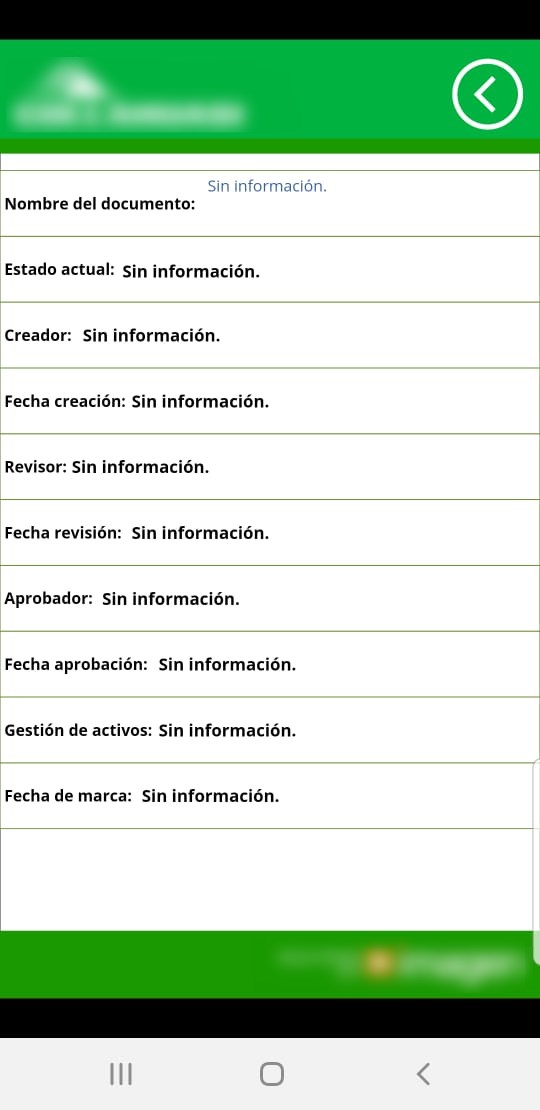 Sin información.
Nombre del documento:
Estado actual: Sin información.
Creador: Sin información.
Fecha creación: Sin información.
Revisor: Sin información.
Fecha revisión: Sin información.
Aprobador: Sin información.
Fecha aprobación: Sin información.
Gestión de activos: Sin información.
Fecha de marca: Sin información.